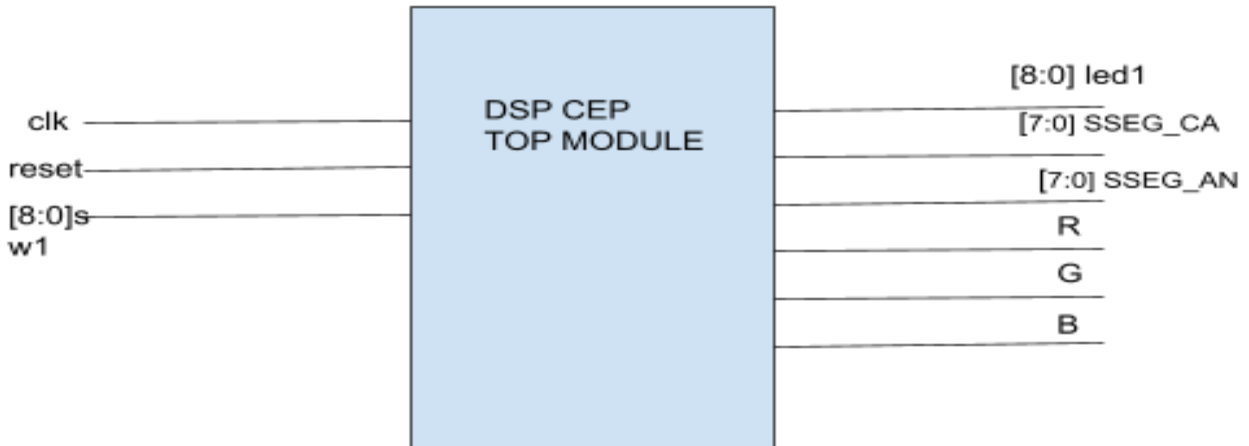 clk
reset
[8:0]s
w1
DSP CEP
TOP MODULE
[8:0] led1
[7:0] SSEG_CA
[7:0] SSEG_AN
R
G
B